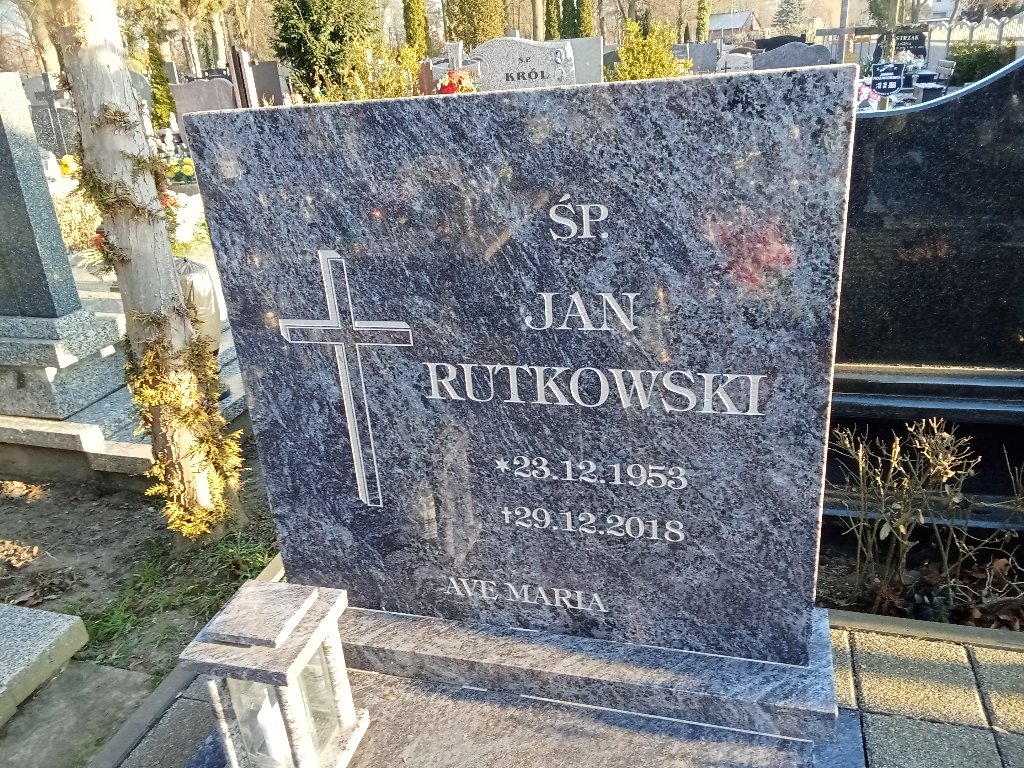 Ś.P.
KRÓL
ŚP.
JAN
RUTKOWSKI
*23.12.1953
†29.12.2018
AVE MARIA